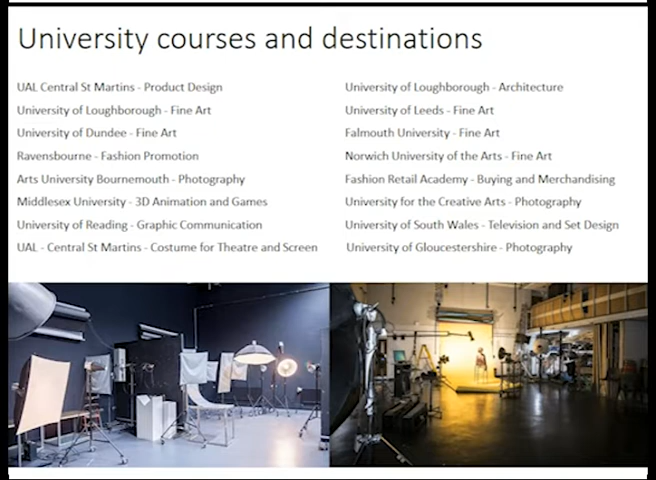 University courses and destinations
UAL Central St Martins - Product Design
University of Loughborough - Fine Art
University of Dundee - Fine Art
Ravensbourne - Fashion Promotion
Arts University Bournemouth - Photography
Middlesex University - 3D Animation and Games
University of Reading - Graphic Communication
UAL - Central St Martins - Costume for Theatre and Screen
University of Loughborough - Architecture
University of Leeds - Fine Art
Falmouth University - Fine Art
Norwich University of the Arts - Fine Art
Fashion Retail Academy - Buying and Merchandising
University for the Creative Arts - Photography
University of South Wales - Television and Set Design
University of Gloucestershire - Photography